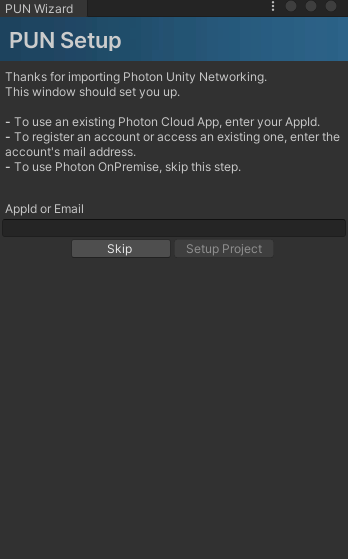 PUN Wizard
PUN Setup
Thanks for importing Photon Unity Networking.
This window should set you up.
- To use an existing Photon Cloud App, enter your AppId.
- To register an account or access an existing one, enter the
account's mail address.
- To use Photon OnPremise, skip this step.
AppId or Email
Skip
Setup Project